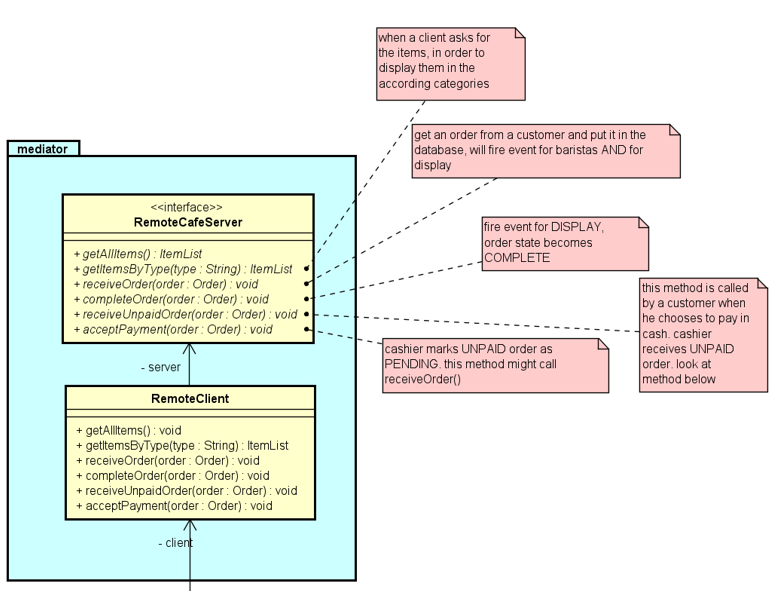 when a client asks for
the items, in order to
display them in the
according categories
get an order from a customer and put it in the
database, will fire event for baristas AND for
display
mediator
<<interface>>
RemoteCafeServer
+ getAllItems() : ItemList
+ getItemsByType(type : String) : ItemList
+ receiveOrder(order : Order) : void
+ completeOrder(order : Order) : void
+ receiveUnpaidOrder(order : Order) : void
+ acceptPayment(order : Order) : void
fire event for DISPLAY,
order state becomes
COMPLETE
this method is called
by a customer when
he chooses to pay in
cash. cashier
receives UNPAID
order. look at
method below
cashier marks UNPAID order as
PENDING. this method might call
receiveOrder()
- server
RemoteClient
+ getAllItems() : void
+ getItemsByType(type : String) : ItemList
+ receiveOrder(order : Order) : void
+ completeOrder(order : Order) : void
+ receiveUnpaidOrder(order : Order) : void
+ acceptPayment(order : Order) : void
- client